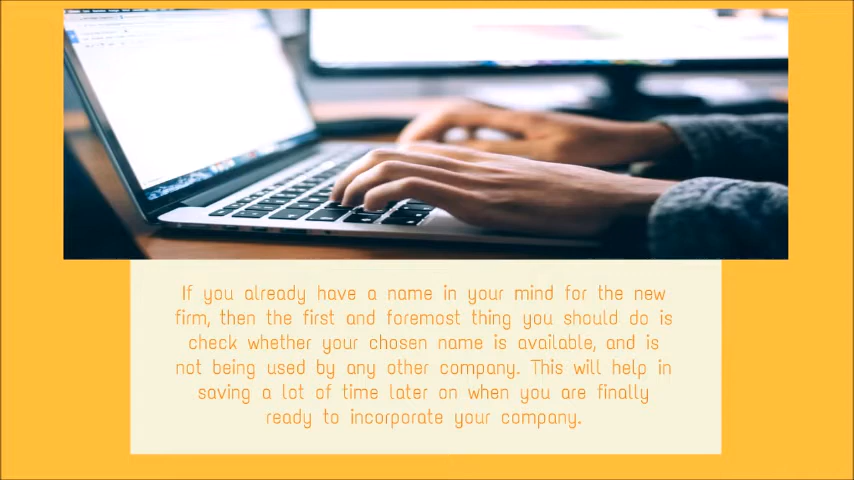 If you already have a name in your mind for the new
firm, then the first and foremost thing you should do is
check whether your chosen name is available, and is
not being used by any other company. This will help in
saving a lot of time later on when you are finally
ready to incorporate your company.